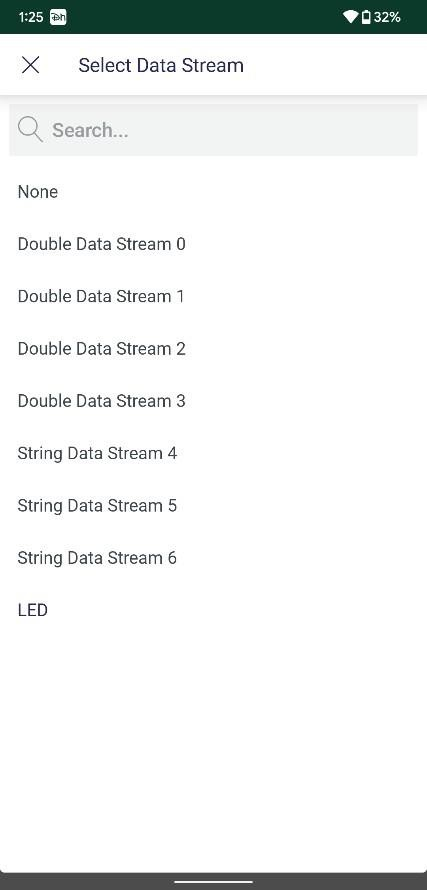 1:25
32%
Select Data Stream
Search...
None
Double Data Stream 0
Double Data Stream 1
Double Data Stream 2
Double Data Stream 3
String Data Stream 4
String Data Stream 5
String Data Stream 6
LED